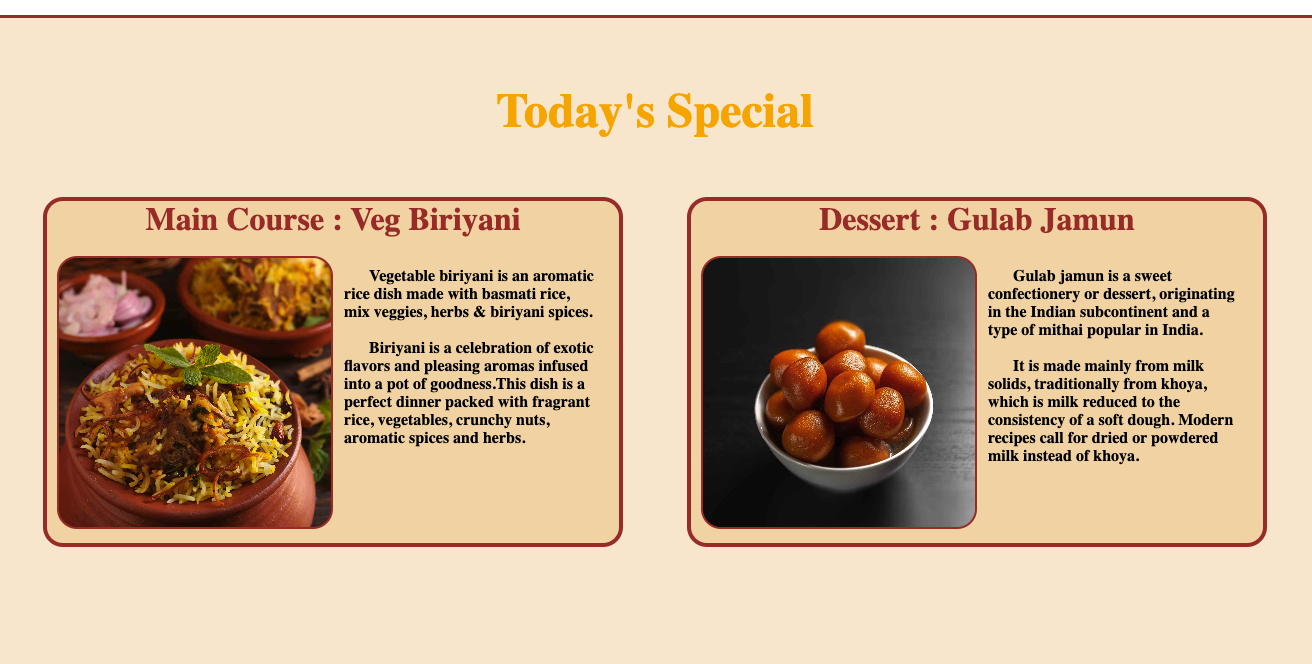 Today's Special
Main Course : Veg Biriyani
Vegetable biriyani is an aromatic
rice dish made with basmati rice,
mix veggies, herbs & biriyani spices.
Biriyani is a celebration of exotic
flavors and pleasing aromas infused
into a pot of goodness.This dish is a
perfect dinner packed with fragrant
rice, vegetables, crunchy nuts,
aromatic spices and herbs.
Dessert : Gulab Jamun
Gulab jamun is a sweet
confectionery or dessert, originating
in the Indian subcontinent and a
type of mithai popular in India.
It is made mainly from milk
solids, traditionally from khoya,
which is milk reduced to the
consistency of a soft dough. Modern
recipes call for dried or powdered
milk instead of khoya.